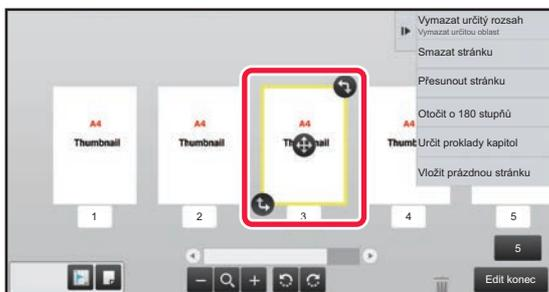 Vymazat určitý rozsah
Vymazat určitou oblast
Smazat stránku
Přesunout stránku
Otočit o 180 stupňů
Určit proklady kapitol
Vložit prázdnou stránku
A4
Thumbnail
A4
Thumbnail
A4
A4
1
2
3
4
5
5
Edit konec